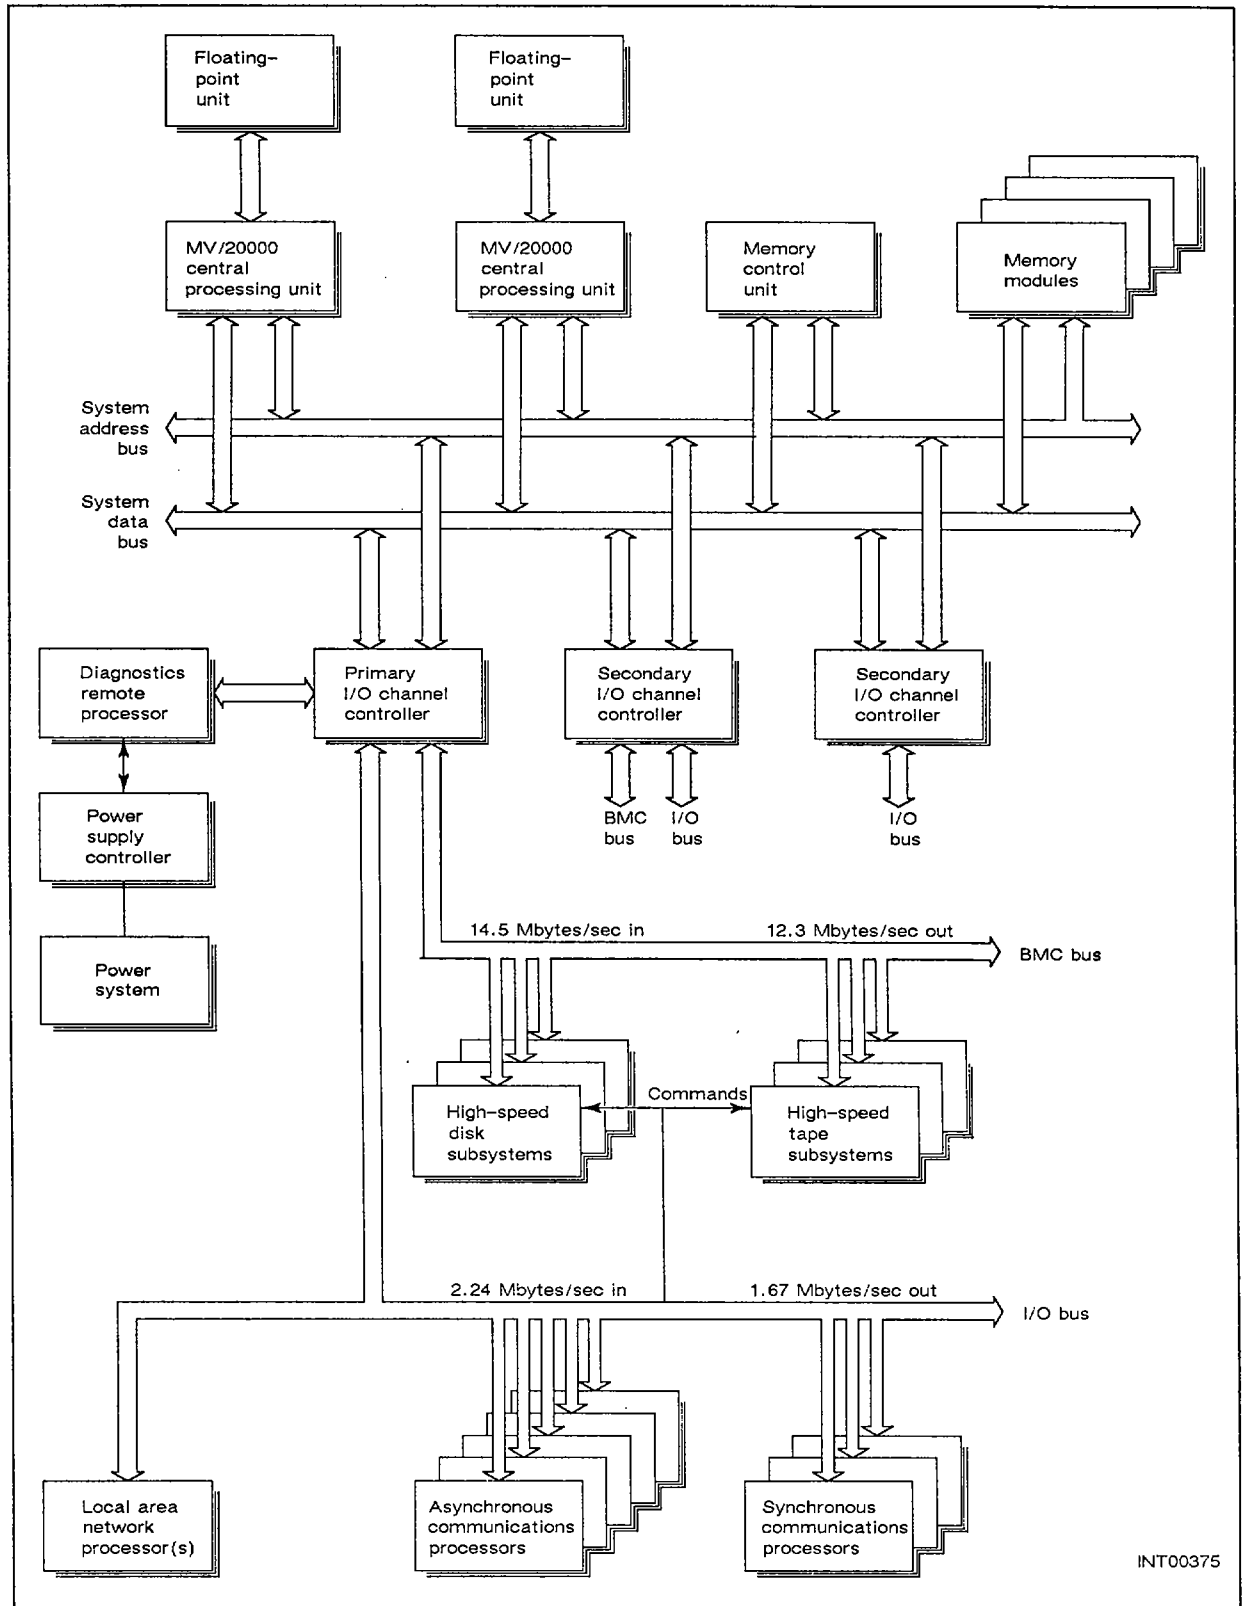 Floating-
point
unit
Floating-
point
unit
MV/20000
central
processing unit
MV/20000
central
processing unit
Memory
control
unit
Memory
modules
System
address
bus
System
data
bus
Diagnostics
remote
processor
Primary
I/O channel
controller
Secondary
I/O channel
controller
Secondary
I/O channel
controller
Power
supply
controller
BMC
bus
I/O
bus
I/O
bus
Power
system
14.5 Mbytes/sec in
12.3 Mbytes/sec out
BMC bus
Commands
High-speed
disk
subsystems
High-speed
tape
subsystems
2.24 Mbytes/sec in
1.67 Mbytes/sec out
I/O bus
Local area
network
processor(s)
Asynchronous
communications
processors
Synchronous
communications
processors
INT00375